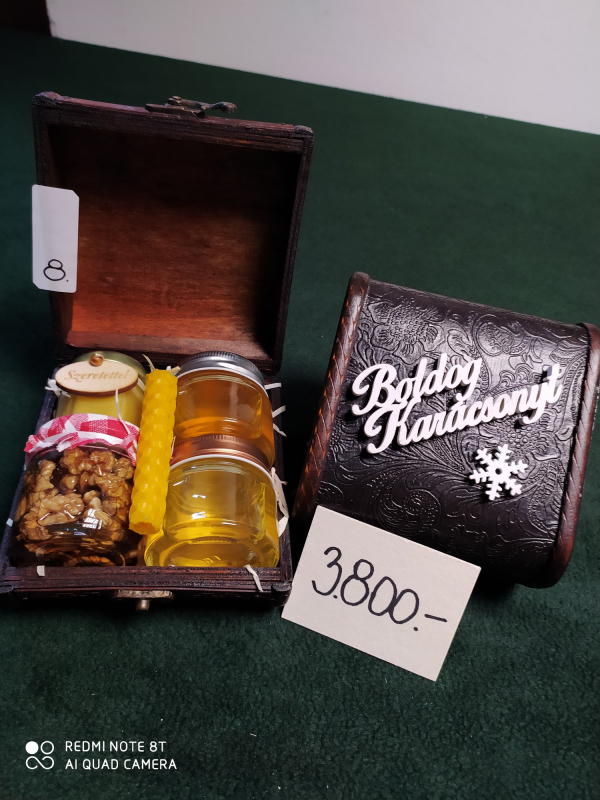 8.
Szeretettel
Boldog
Karácsonyt
3.800.-
REDMI NOTE 8T
AI QUAD CAMERA